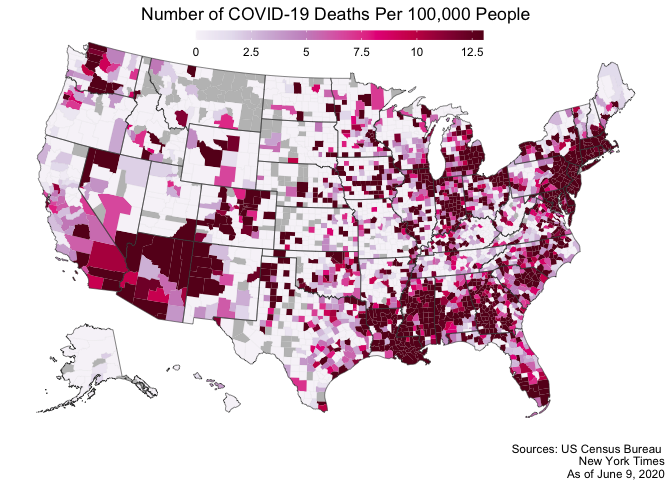 Number of COVID-19 Deaths Per 100,000 People
0 2.5 5 7.5 10 12.5
Sources: US Census Bureau
New York Times
As of June 9, 2020